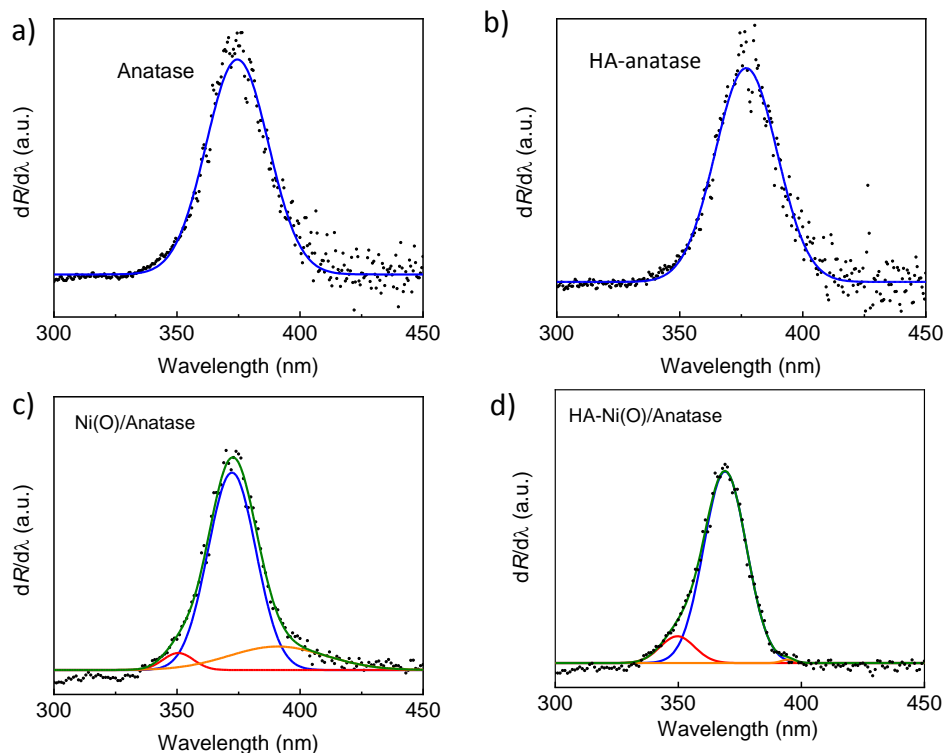 a)
Anatase
dR/dλ (a.u.)
300 350 400 450
Wavelength (nm)
b)
HA-anatase
dR/dλ (a.u.)
300 350 400 450
Wavelength (nm)
c)
Ni(O)/Anatase
dR/dλ (a.u.)
300 350 400 450
Wavelength (nm)
d)
HA-Ni(O)/Anatase
dR/dλ (a.u.)
300 350 400 450
Wavelength (nm)